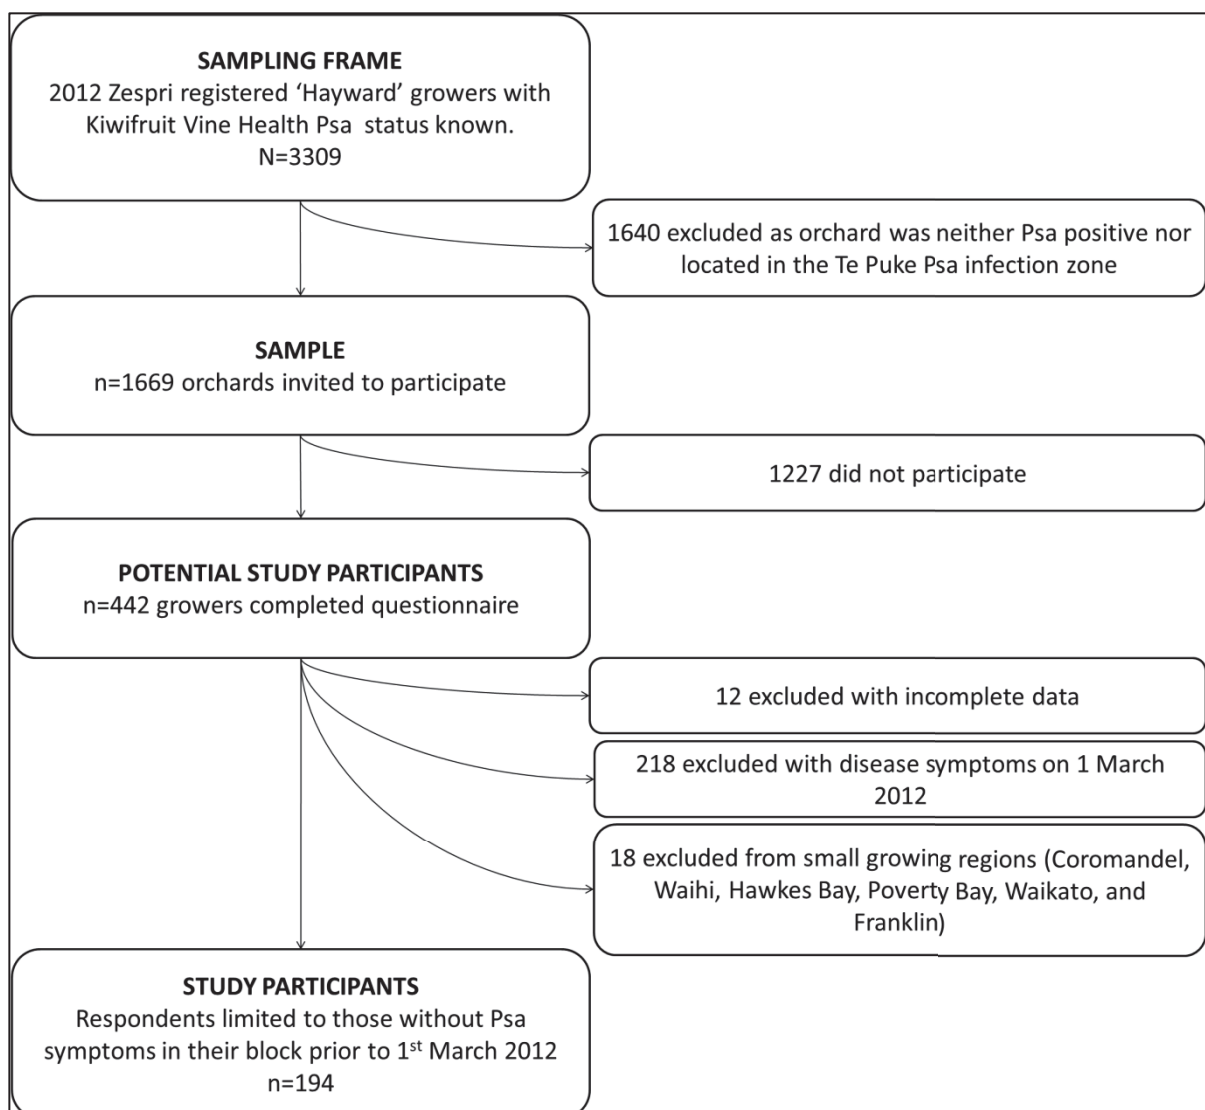 SAMPLING FRAME
2012 Zespri registered ‘Hayward’ growers with
Kiwifruit Vine Health Psa status known.
N=3309
1640 excluded as orchard was neither Psa positive nor
located in the Te Puke Psa infection zone
SAMPLE
n=1669 orchards invited to participate
1227 did not participate
POTENTIAL STUDY PARTICIPANTS
n=442 growers completed questionnaire
12 excluded with incomplete data
218 excluded with disease symptoms on 1 March
2012
18 excluded from small growing regions (Coromandel,
Waihi, Hawkes Bay, Poverty Bay, Waikato, and
Franklin)
STUDY PARTICIPANTS
Respondents limited to those without Psa
symptoms in their block prior to 1st March 2012
n=194